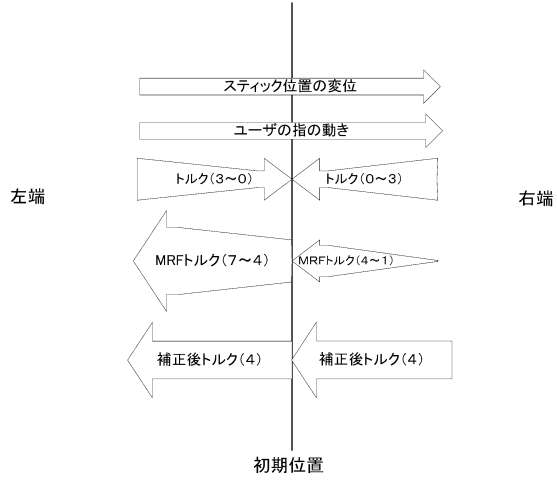 スティック位置の変位
ユーザの指の動き
トルク(3～0)
トルク(0～3)
左端
右端
MRFトルク(7～4)
MRFトルク(4～1)
補正後トルク(4)
補正後トルク(4)
初期位置